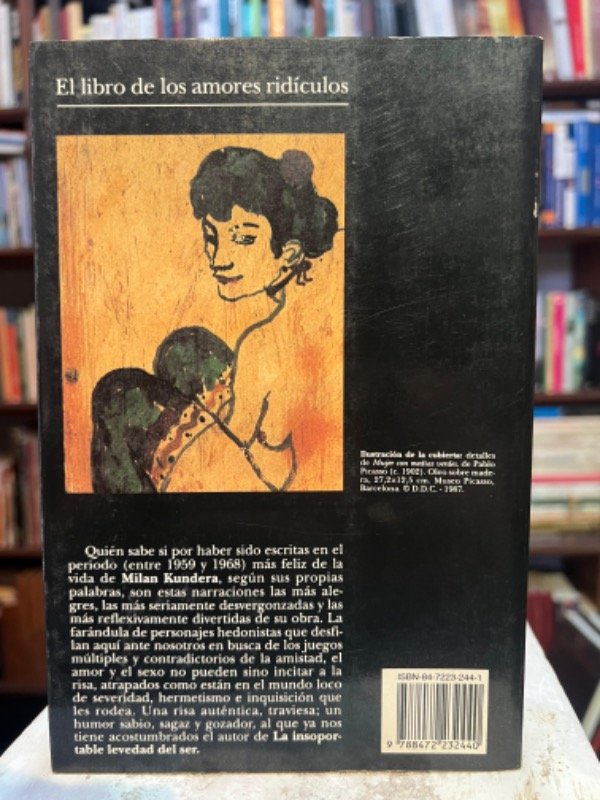 El libro de los amores ridículos
Ilustración de la cubierta: detalles
de Mujer con medias verdes, de Pablo
Picasso (c. 1902). Oleo sobre made-
ra, 27,2x12,5 cm. Museo Picasso,
Barcelona. © D.D.C. - 1987.
Quién sabe si por haber sido escritas en el
período (entre 1959 y 1968) más feliz de la
vida de Milan Kundera, según sus propias
palabras, son estas narraciones las más ale-
gres, las más seriamente desvergonzadas y las
más reflexivamente divertidas de su obra. La
farándula de personajes hedonistas que desfi-
lan aquí ante nosotros en busca de los juegos
múltiples y contradictorios de la amistad, el
amor y el sexo no pueden sino incitar a la
risa, atrapados como están en el mundo loco
de severidad, hermetismo e inquisición que
les rodea. Una risa auténtica, traviesa; un
humor sabio, sagaz y gozador, al que ya nos
tiene acostumbrados el autor de La insopor-
table levedad del ser.
ISBN-84-7223-244-1
9 788472 232440